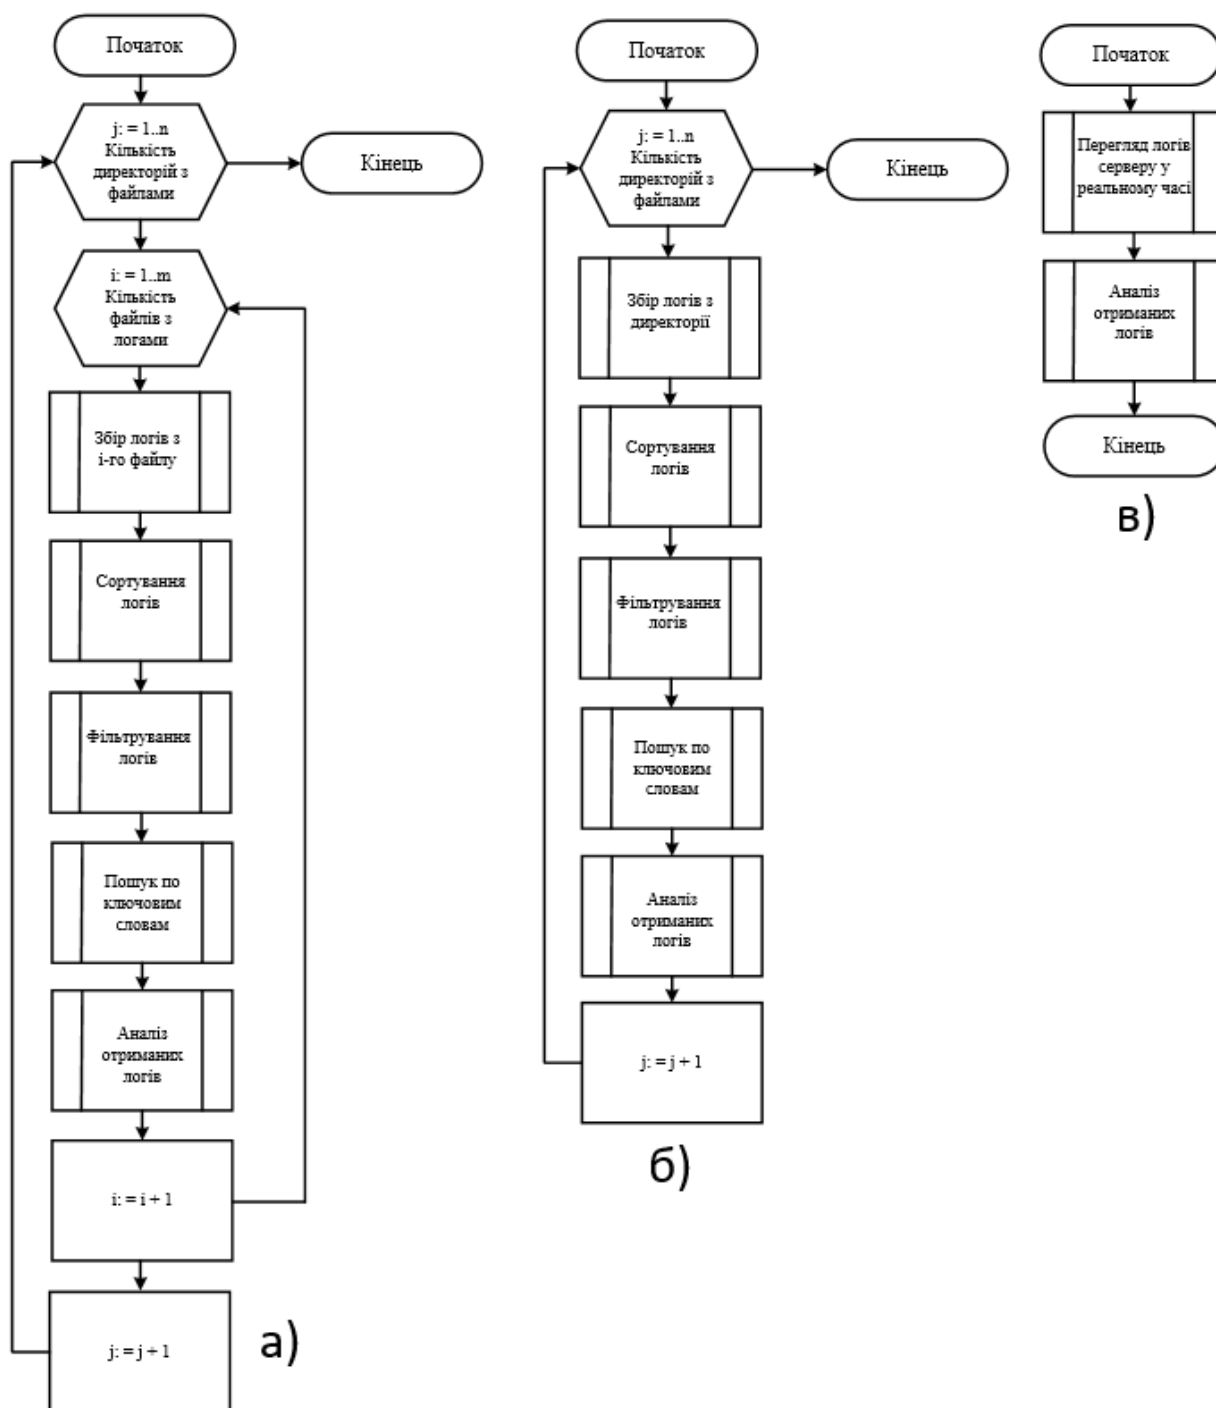 Початок
j: = 1..n
Кількість
директорій з
файлами
Кінець
i: = 1..m
Кількість
файлів з
логами
Збір логів з
і-го файлу
Сортування
логів
Фільтрування
логів
Пошук по
ключовим
словам
Аналіз
отриманих
логів
i: = i + 1
j: = j + 1
а)
Початок
j: = 1..n
Кількість
директорій з
файлами
Кінець
Збір логів з
директорії
Сортування
логів
Фільтрування
логів
Пошук по
ключовим
словам
Аналіз
отриманих
логів
j: = j + 1
б)
Початок
Перегляд логів
серверу у
реальному часі
Аналіз
отриманих
логів
Кінець
в)